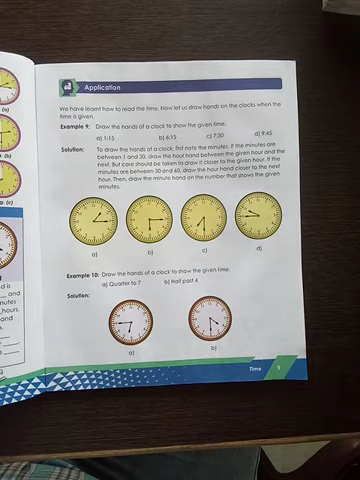 Application
We have learnt how to read the time. Now let us draw hands on the clocks when the
time is given.
Example 9: Draw the hands of a clock to show the given time.
a) 1:15 b) 6:15 c) 7:30 d) 9:45
Solution: To draw the hands of clock, first note the minutes. If the minutes are
between 1 and 30, draw the hour hand between the given hour and the
next. But care should be taken to draw it closer to the given hour. If the
minutes are between 30 and 60, draw the hour hand closer to the next
hour. Then, draw the minute hand on the number that shows the given
minutes.
a) b) c) d)
Example 10: Draw the hands of a clock to show the given time.
a) Quarter to 7 b) Half past 4
Solution:
a) b)
Time
(a)
(b)
(c)
d is
and
nutes
hours.
and